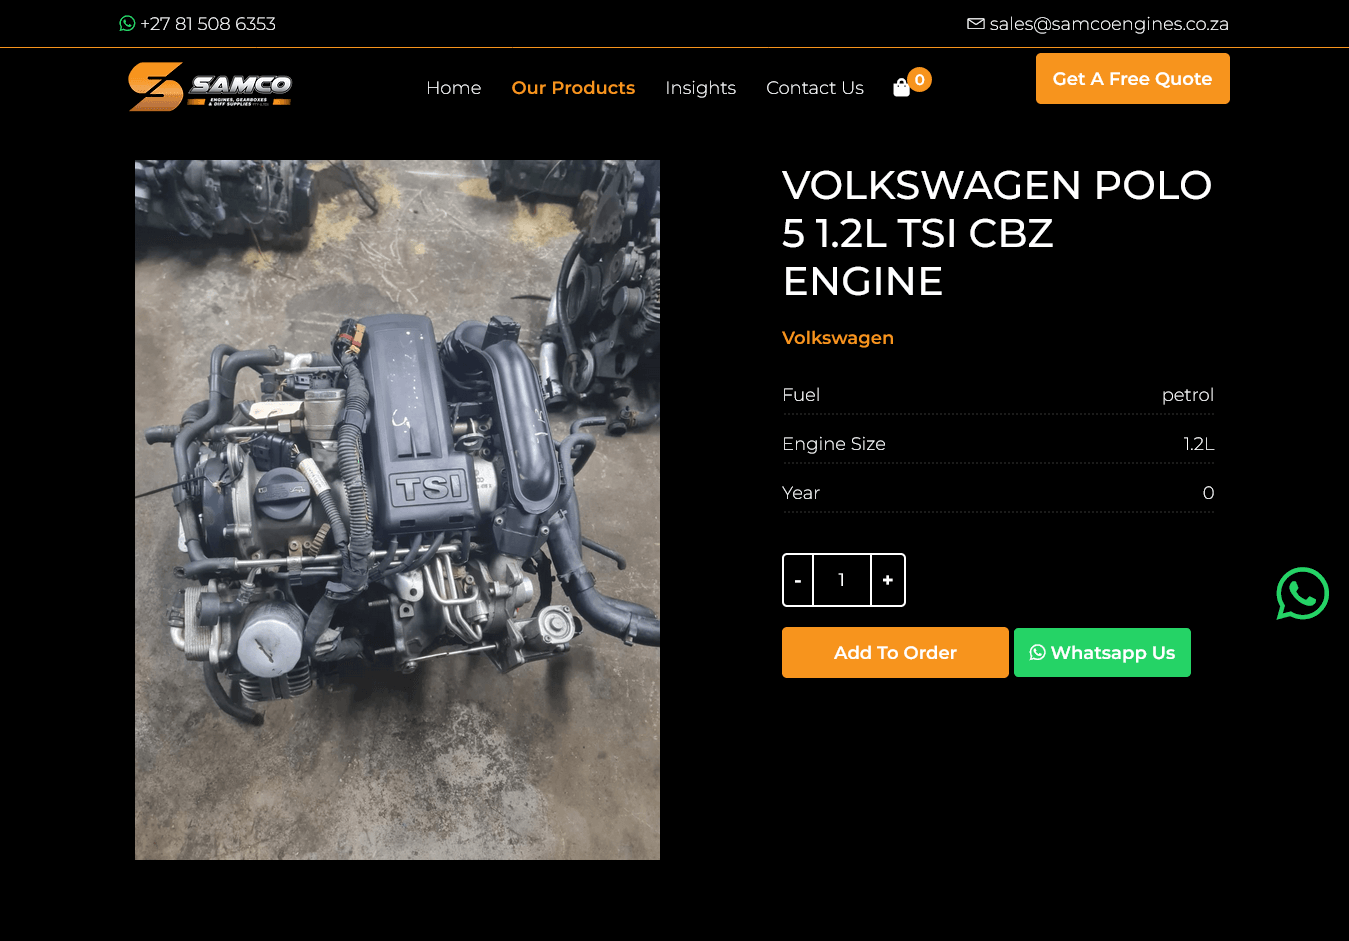 +27 81 508 6353
sales@samcoengines.co.za
SAMCO
ENGINES, GEARBOXES
& DIFF SUPPLIES
Home
Our Products
Insights
Contact Us
0
Get A Free Quote
VOLKSWAGEN POLO
5 1.2L TSI CBZ
ENGINE
Volkswagen
Fuel petrol
Engine Size 1.2L
Year 0
- 1 +
Add To Order
Whatsapp Us
TSI